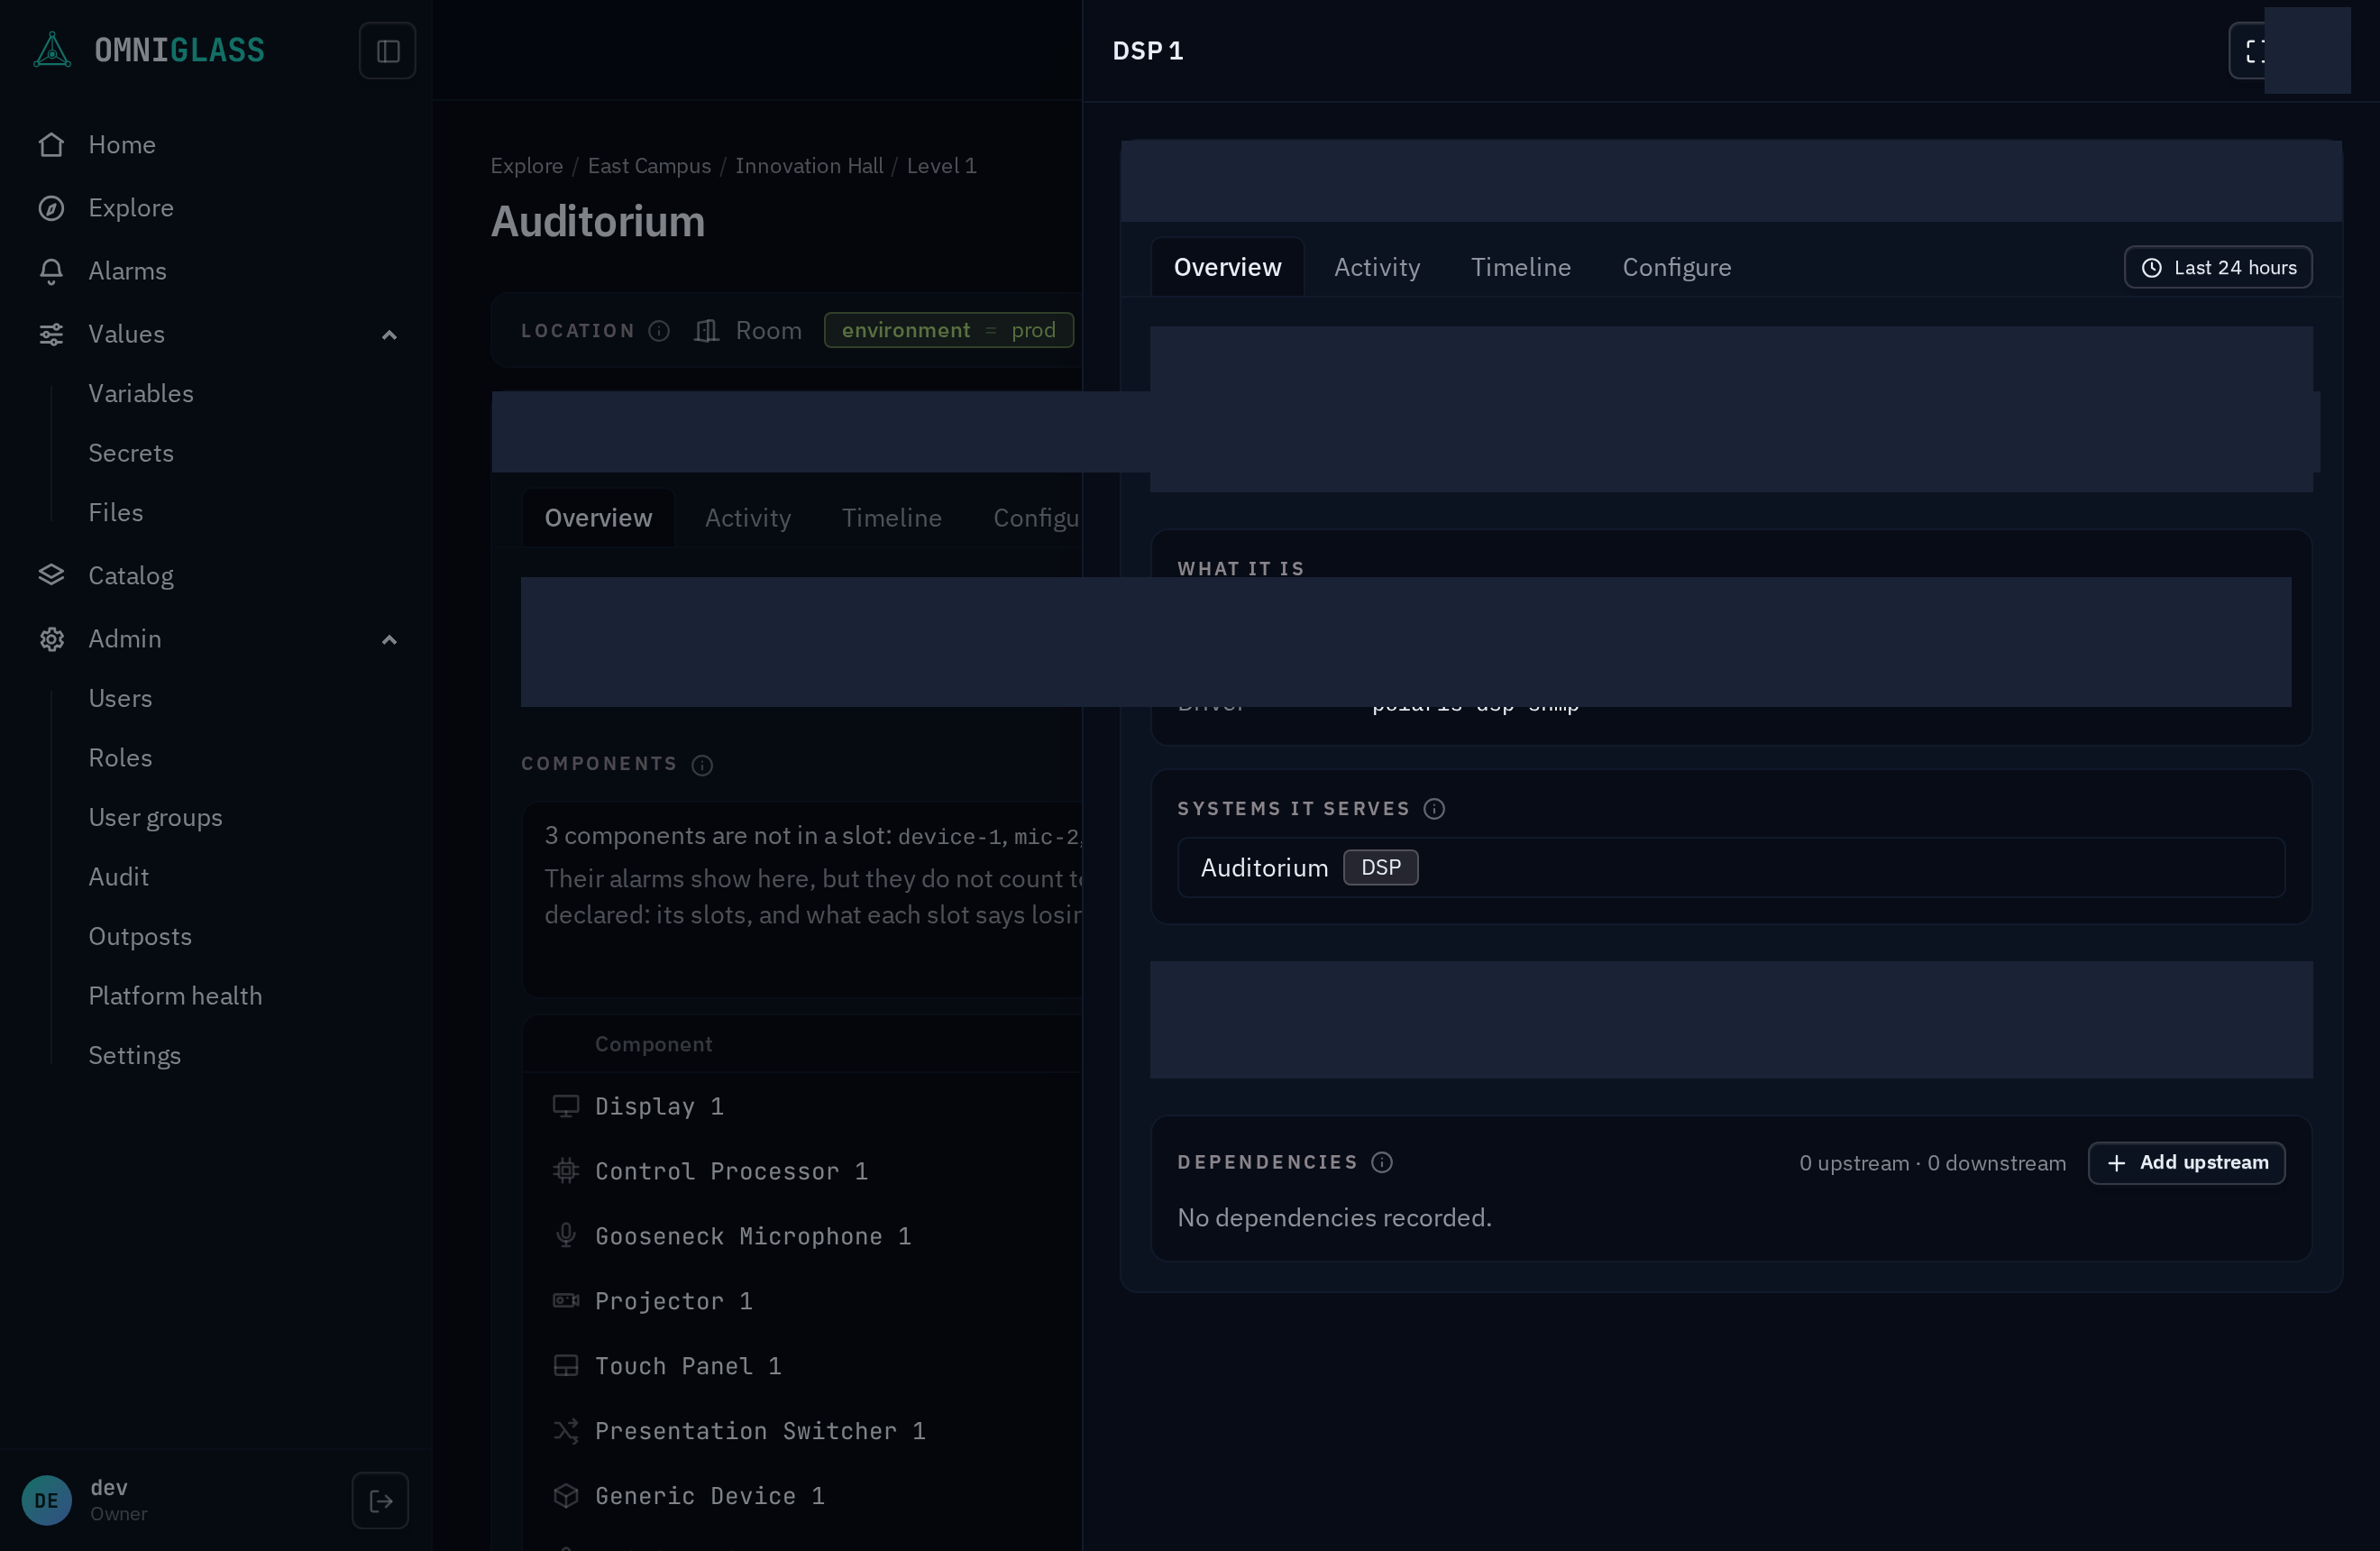 OMNIGLASS
Home
Explore
Alarms
Values
Variables
Secrets
Files
Catalog
Admin
Users
Roles
User groups
Audit
Outposts
Platform health
Settings
DE
dev
Owner
Explore / East Campus / Innovation Hall / Level 1
Auditorium
LOCATION Room environment = prod
Overview Activity Timeline Configu
COMPONENTS
3 components are not in a slot: device-1, mic-2,
Their alarms show here, but they do not count to
declared: its slots, and what each slot says losin
Component
Display 1
Control Processor 1
Gooseneck Microphone 1
Projector 1
Touch Panel 1
Presentation Switcher 1
Generic Device 1
DSP 1
Overview Activity Timeline Configure Last 24 hours
WHAT IT IS
SYSTEMS IT SERVES
Auditorium DSP
DEPENDENCIES 0 upstream · 0 downstream Add upstream
No dependencies recorded.